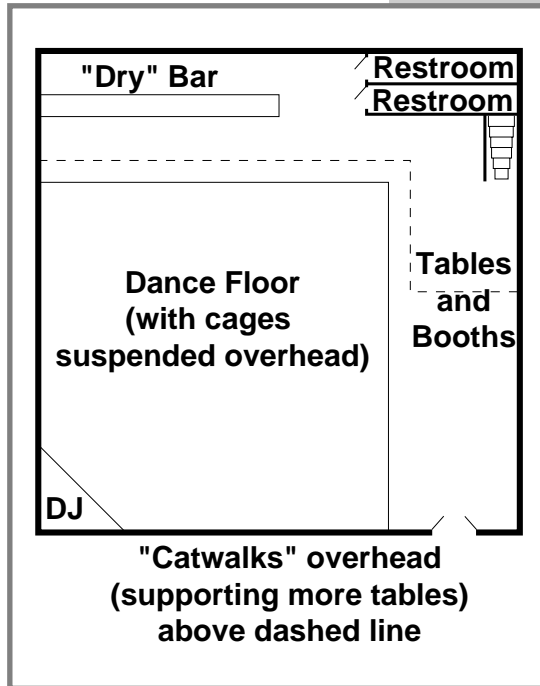 "Dry" Bar
Restroom
Restroom
Tables
and
Booths
Dance Floor
(with cages
suspended overhead)
DJ
"Catwalks" overhead
(supporting more tables)
above dashed line